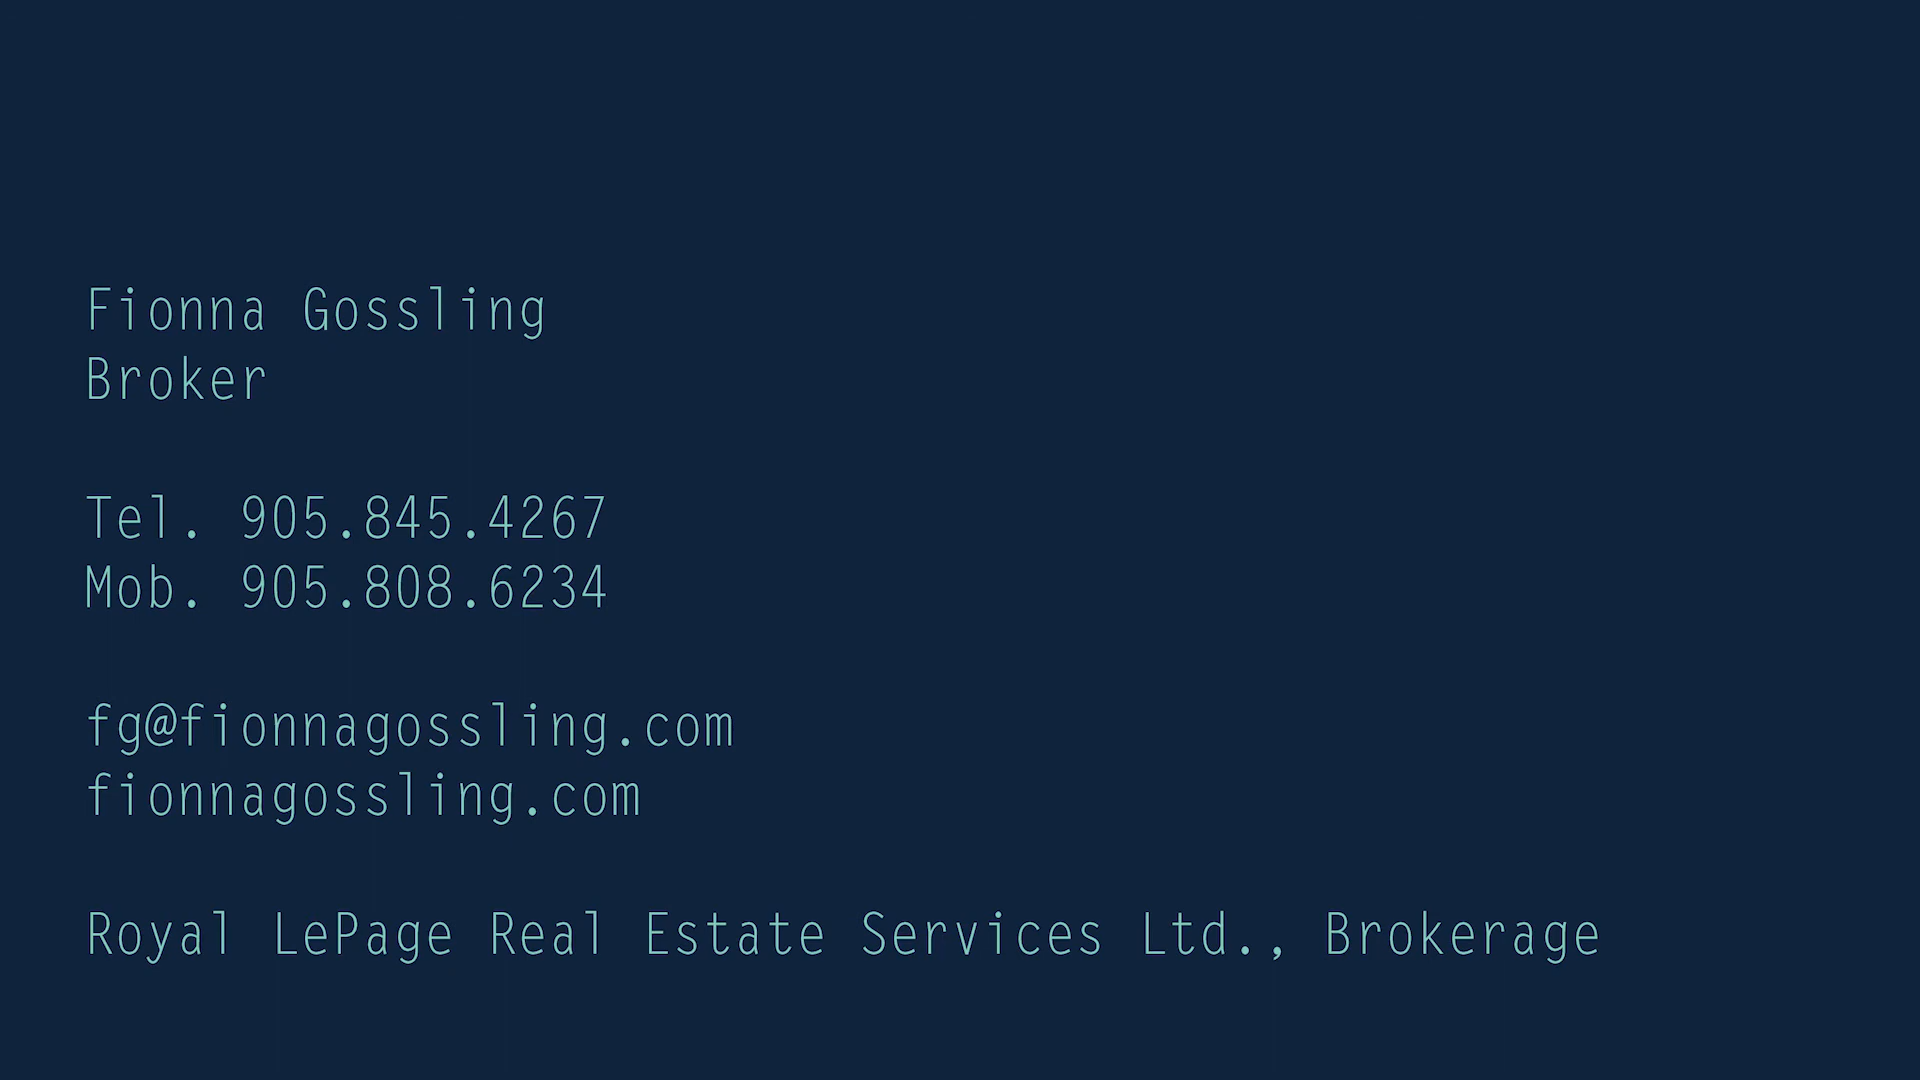 Fionna Gossling
Broker
Tel. 905.845.4267
Mob. 905.808.6234
fg@fionnagossling.com
fionnagossling.com
Royal LePage Real Estate Services Ltd., Brokerage